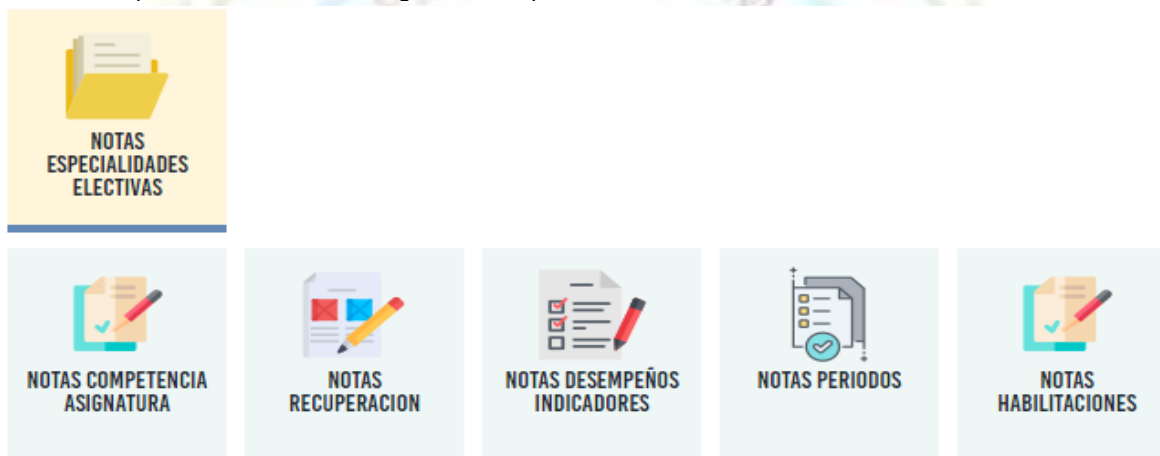 NOTAS
ESPECIALIDADES
ELECTIVAS
NOTAS COMPETENCIA
ASIGNATURA
NOTAS
RECUPERACION
NOTAS DESEMPEÑOS
INDICADORES
NOTAS PERIODOS
NOTAS
HABILITACIONES